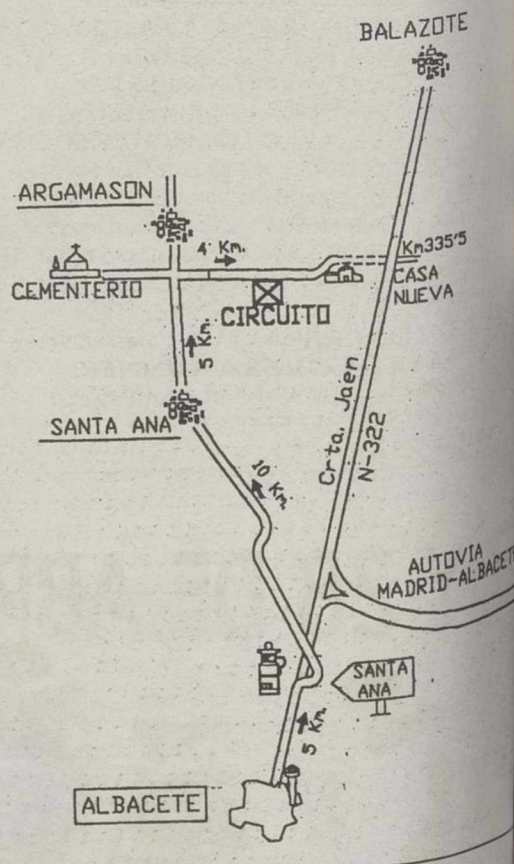 BALAZOTE
ARGAMASON
4 Km.
Km335'5
CEMENTERIO
CASA
NUEVA
CIRCUITO
5 Km.
SANTA ANA
Crta. Jaen
N-322
10 Km.
AUTOVIA
MADRID-ALBACETE
SANTA
ANA
5 Km.
ALBACETE